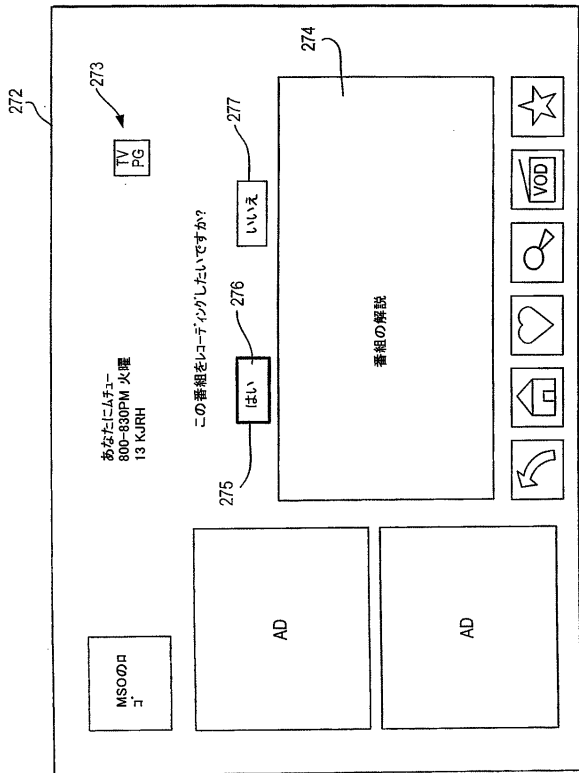 272
MSOのロ
ゴ
あなたにムチュー
800-830PM 火曜
13 KJRH
TV
PG
273
この番組をレコーディングしたいですか?
275
はい
276
いいえ
277
AD
AD
番組の解説
274
VOD